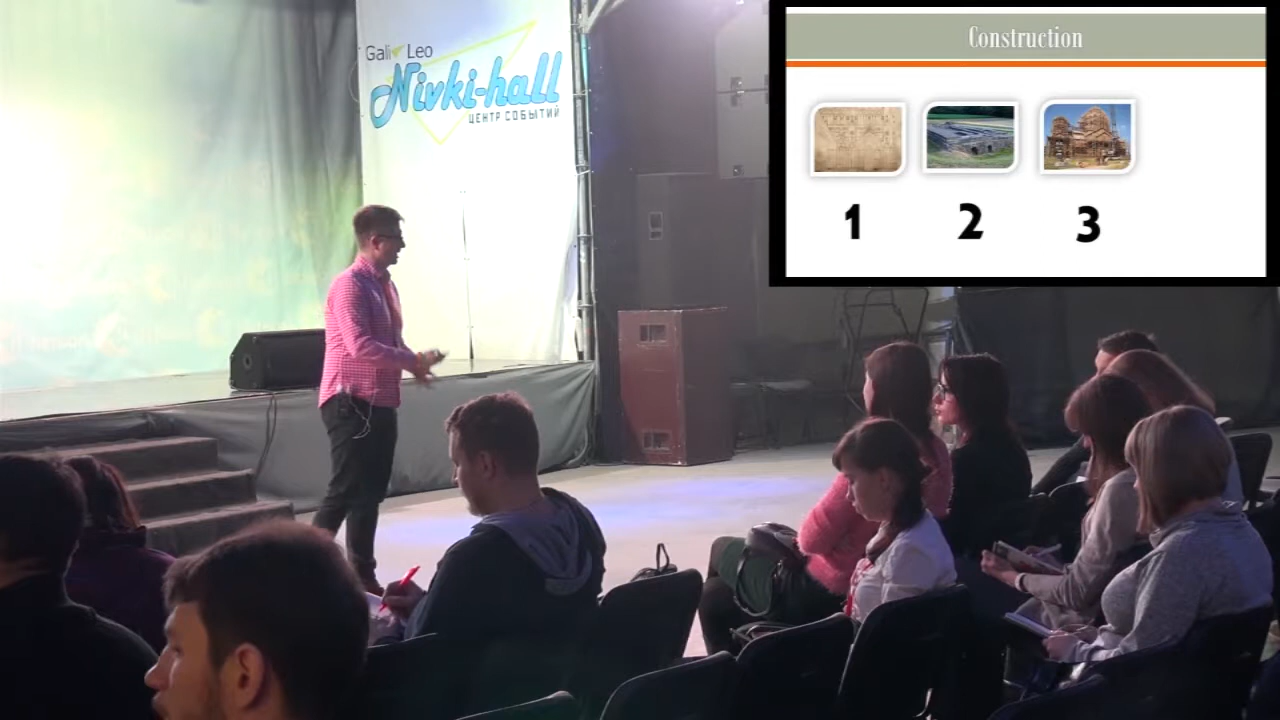 Gali Leo
Nivki-hall
ЦЕНТР СОБЫТИЙ
Construction
1
2
3